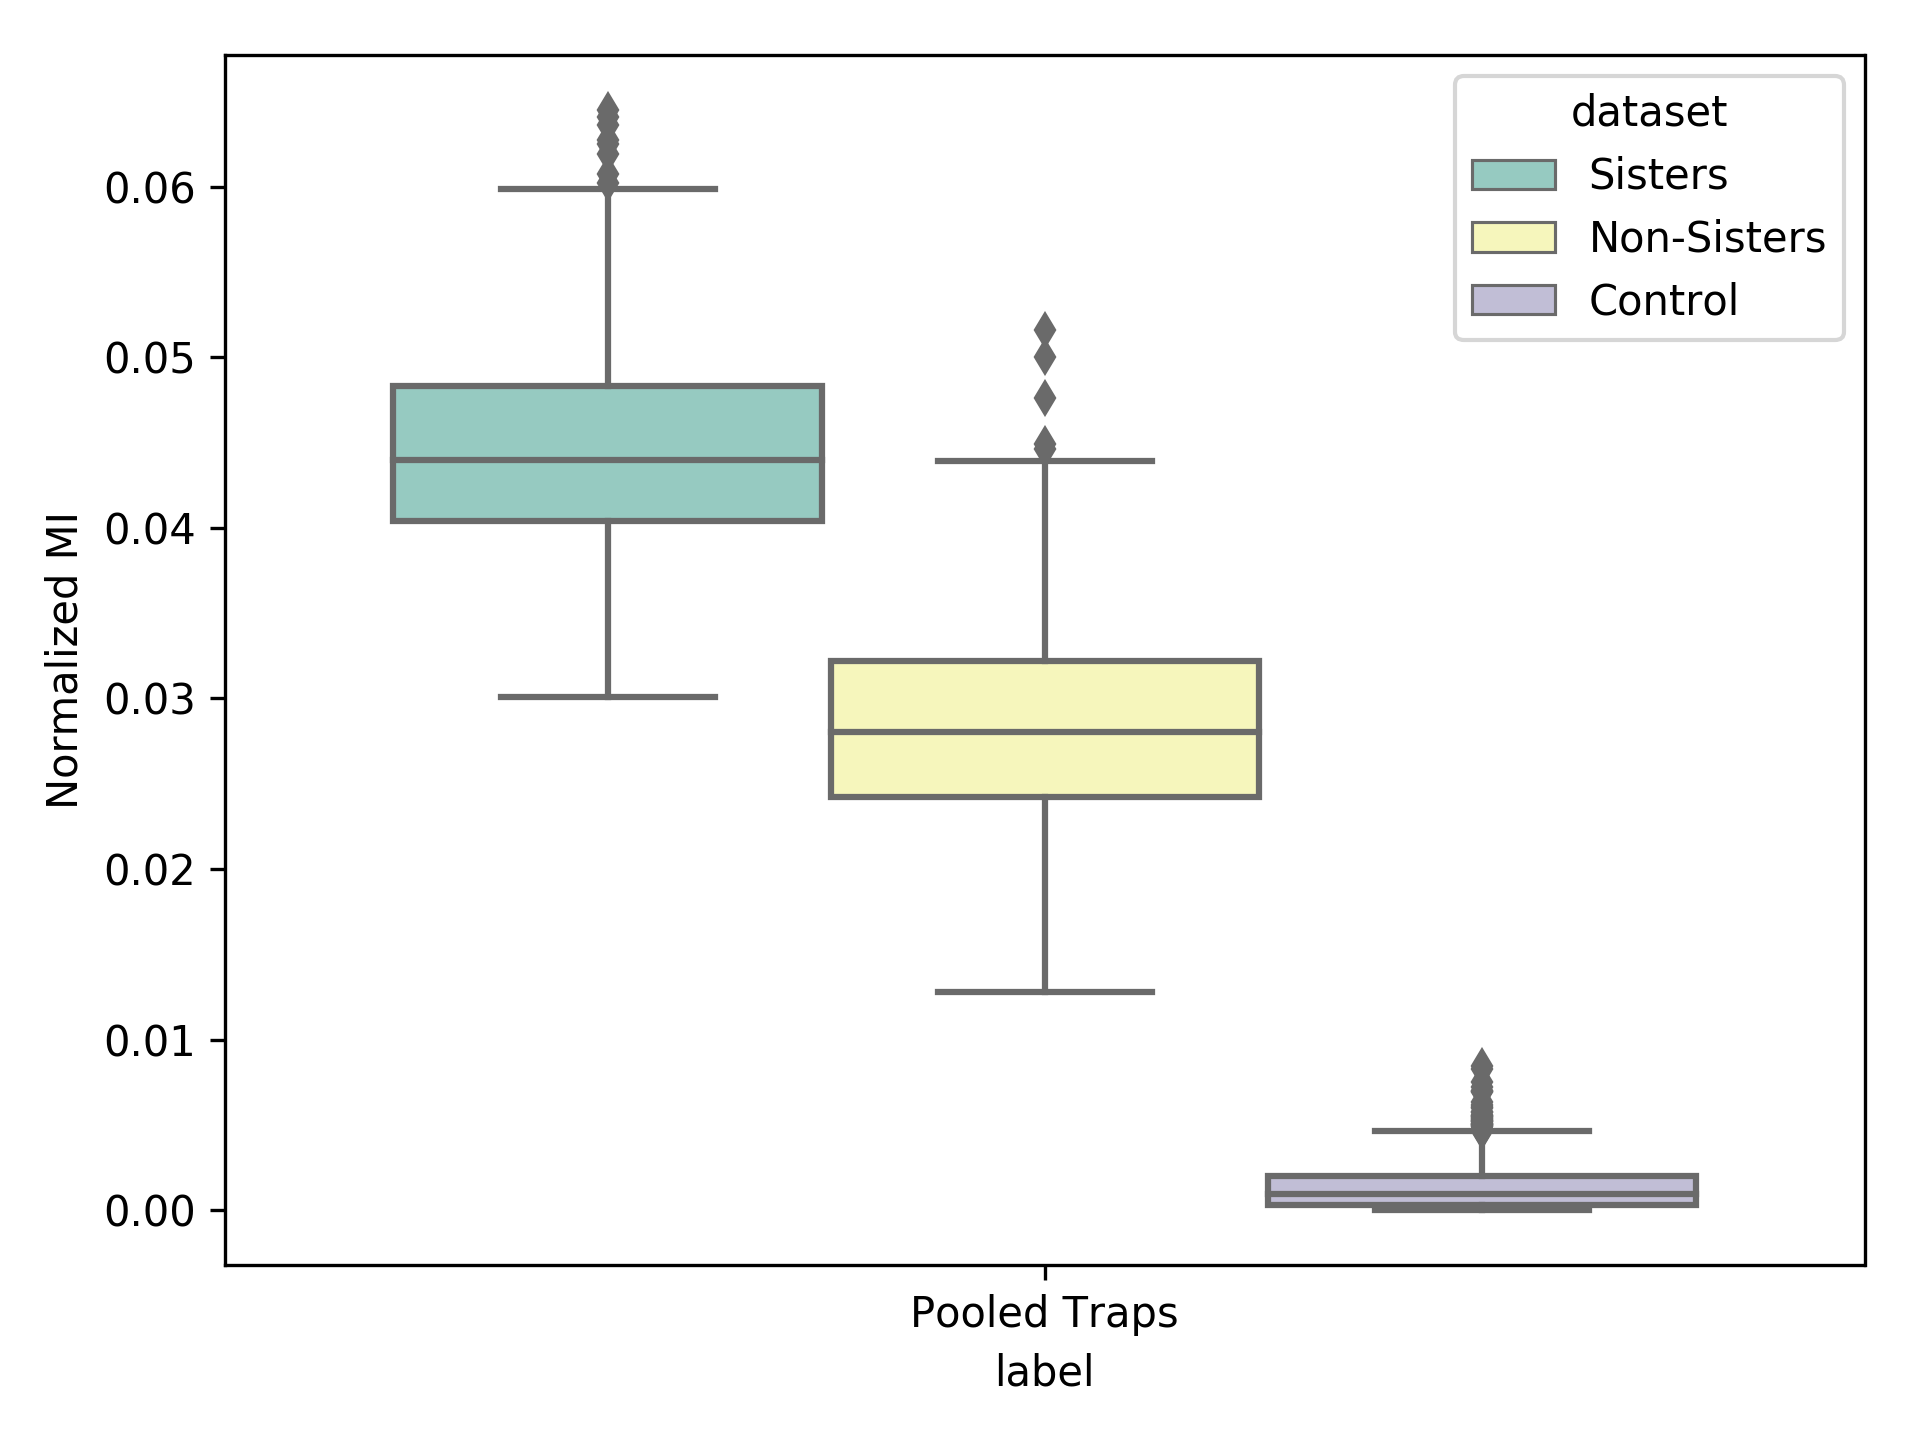 dataset
Sisters
Non-Sisters
Control
0.06
0.05
0.04
0.03
0.02
0.01
0.00
Normalized MI
Pooled Traps
label